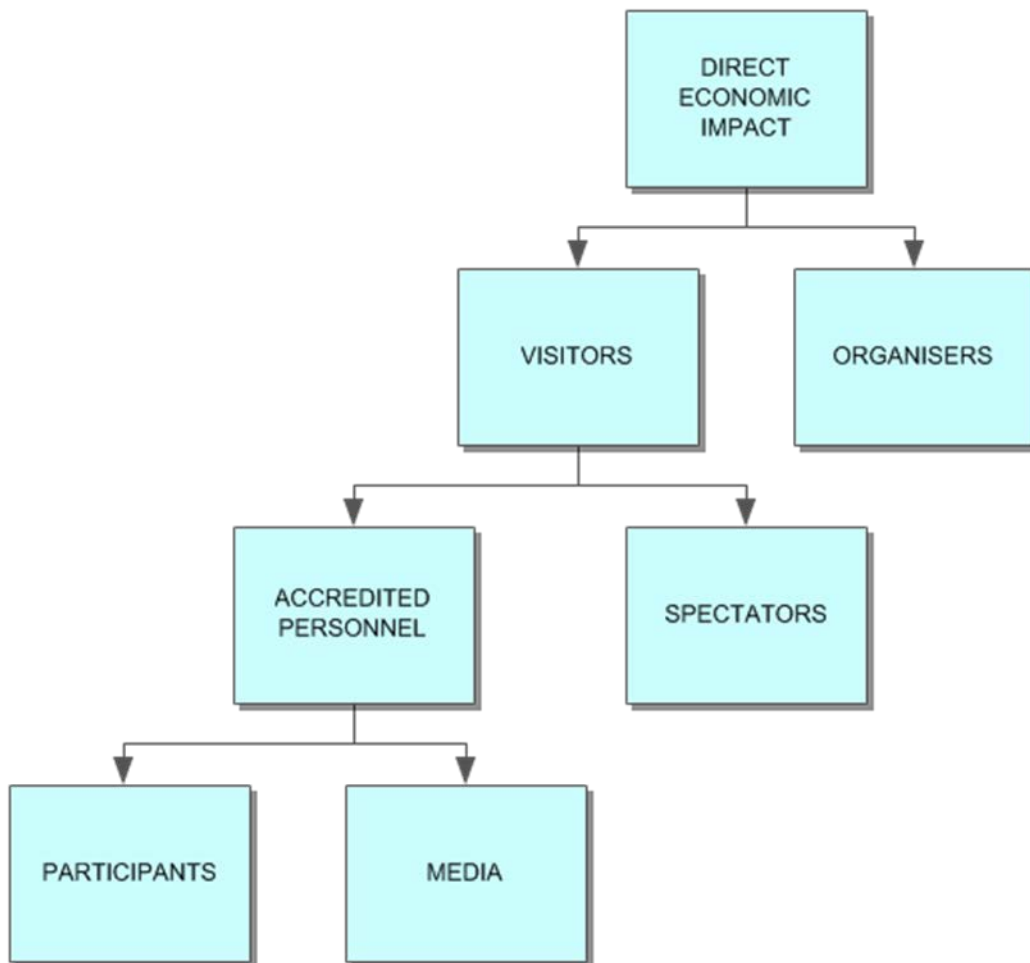 DIRECT
ECONOMIC
IMPACT
VISITORS
ORGANISERS
ACCREDITED
PERSONNEL
SPECTATORS
PARTICIPANTS
MEDIA